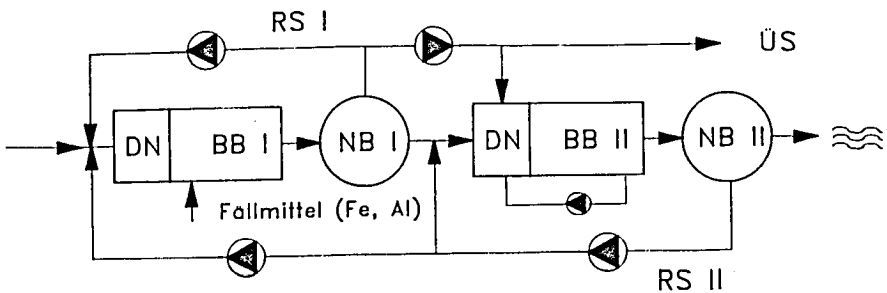 RS I
ÜS
DN
BB I
NB I
DN
BB II
NB II
Fällmittel (Fe, Al)
RS II